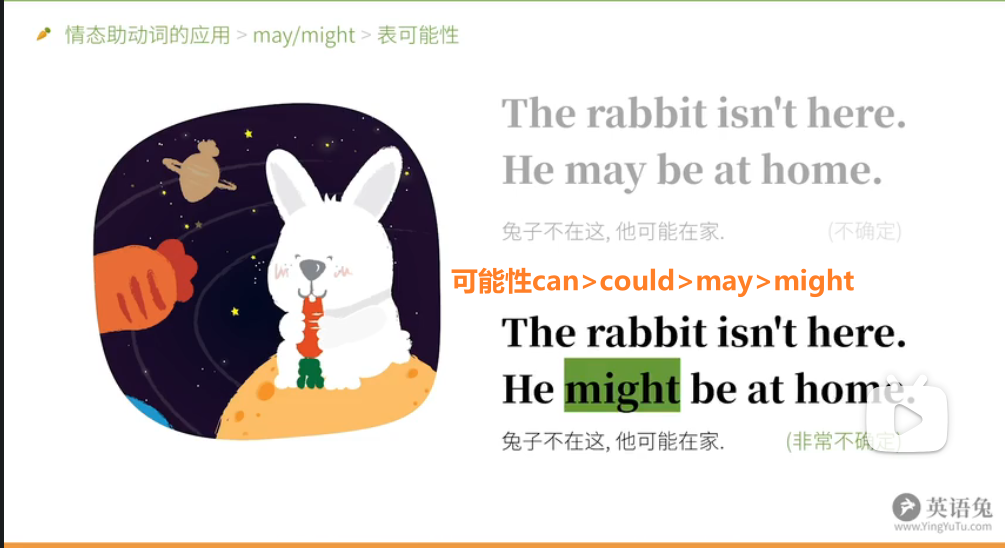 情态助动词的应用 > may/might > 表可能性
The rabbit isn't here.
He may be at home.
兔子不在这, 他可能在家. (不确定)
可能性can>could>may>might
The rabbit isn't here.
He might be at home.
兔子不在这, 他可能在家. (非常不确定)
英语兔
www.YingYuTu.com